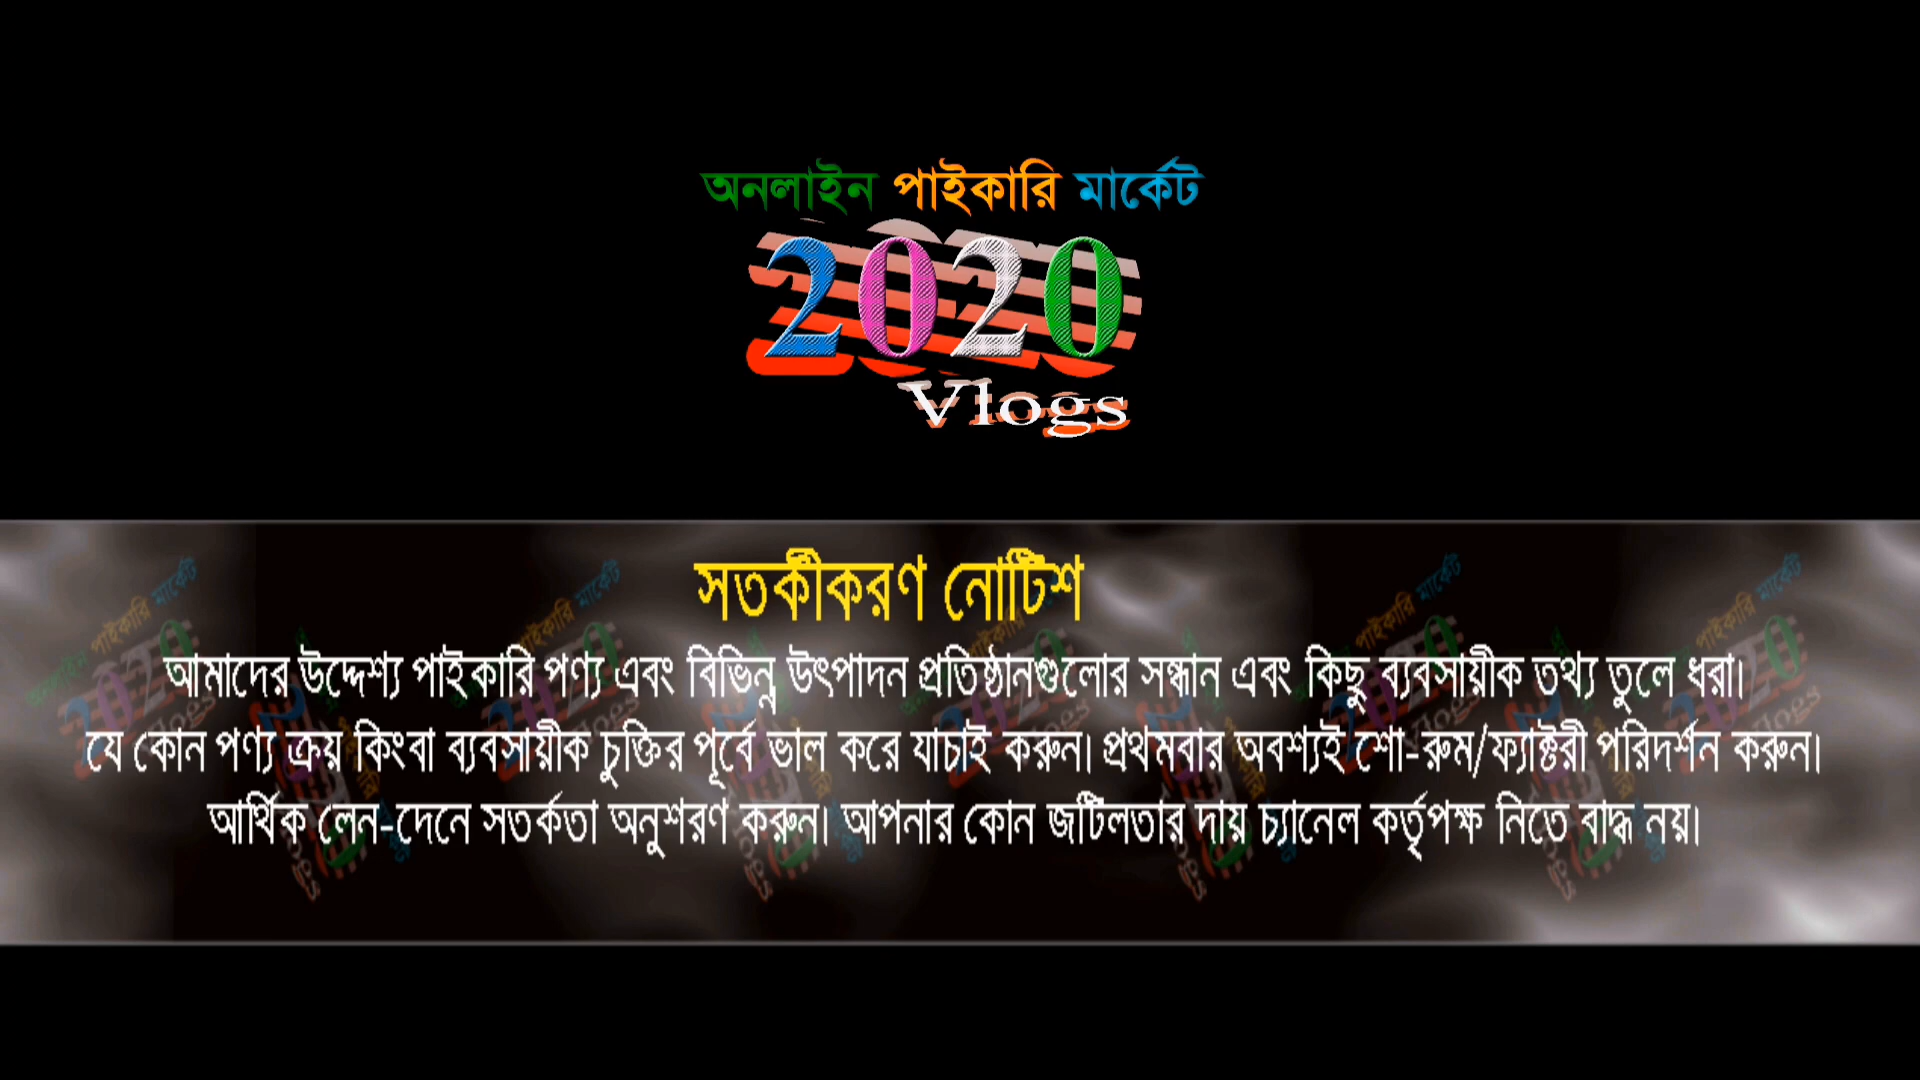 অনলাইন পাইকারি মার্কেট
2020
Vlogs
সতর্কীকরণ নোটিশ
আমাদের উদ্দেশ্য পাইকারি পণ্য এবং বিভিন্ন উৎপাদন প্রতিষ্ঠানগুলোর সন্ধান এবং কিছু ব্যবসায়ীক তথ্য তুলে ধরা।
যে কোন পণ্য ক্রয় কিংবা ব্যবসায়ীক চুক্তির পূর্বে ভাল করে যাচাই করুন। প্রথমবার অবশ্যই শো-রুম/ফ্যাক্টরী পরিদর্শন করুন।
আর্থিক লেন-দেনে সতর্কতা অনুশরণ করুন। আপনার কোন জটিলতার দায় চ্যানেল কর্তৃপক্ষ নিতে বাদ্ধ নয়।